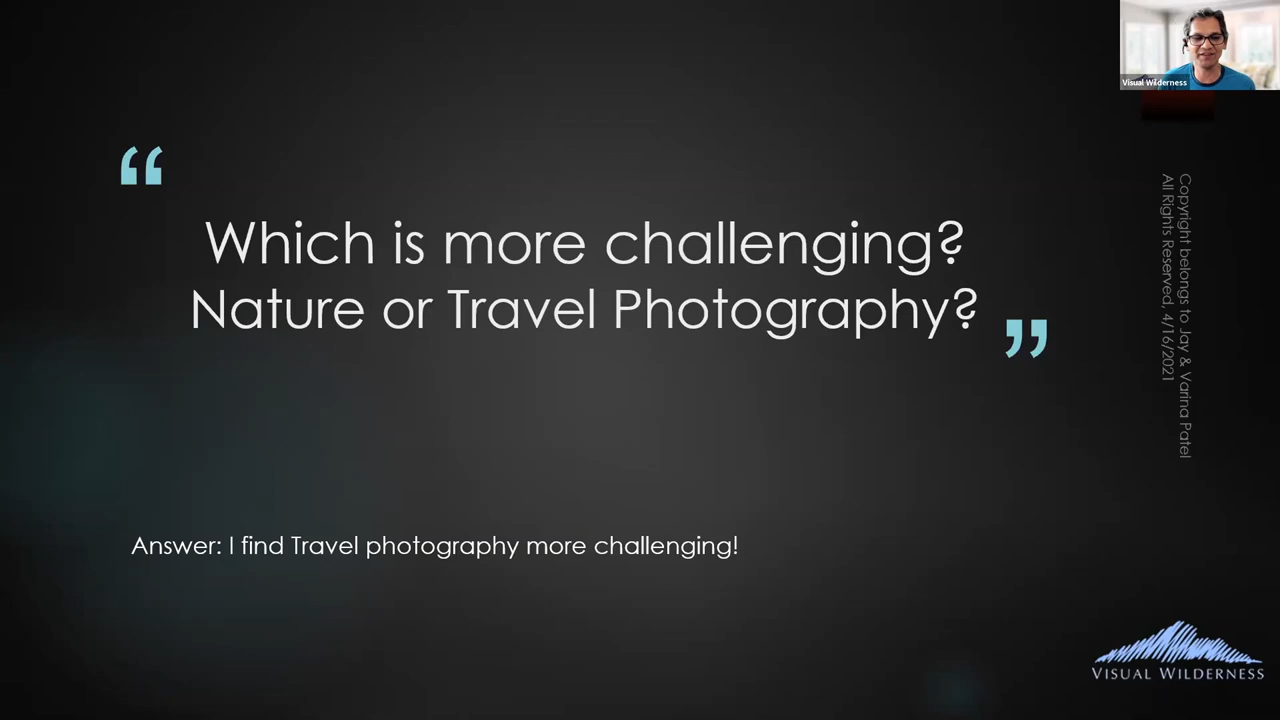 Visual Wilderness
“
Which is more challenging?
Nature or Travel Photography?
”
Copyright belongs to Jay & Varina Patel
All Rights Reserved, 4/16/2021
Answer: I find Travel photography more challenging!
VISUAL WILDERNESS